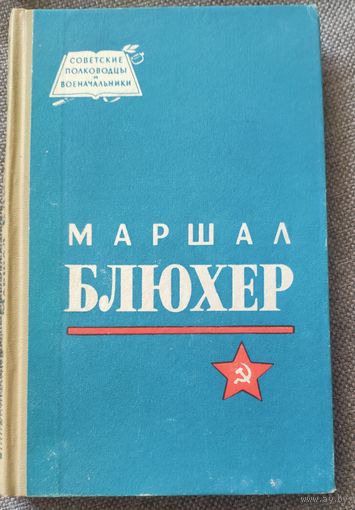 СОВЕТСКИЕ
ПОЛКОВОДЦЫ
И
ВОЕНАЧАЛЬНИКИ
МАРШАЛ
БЛЮХЕР